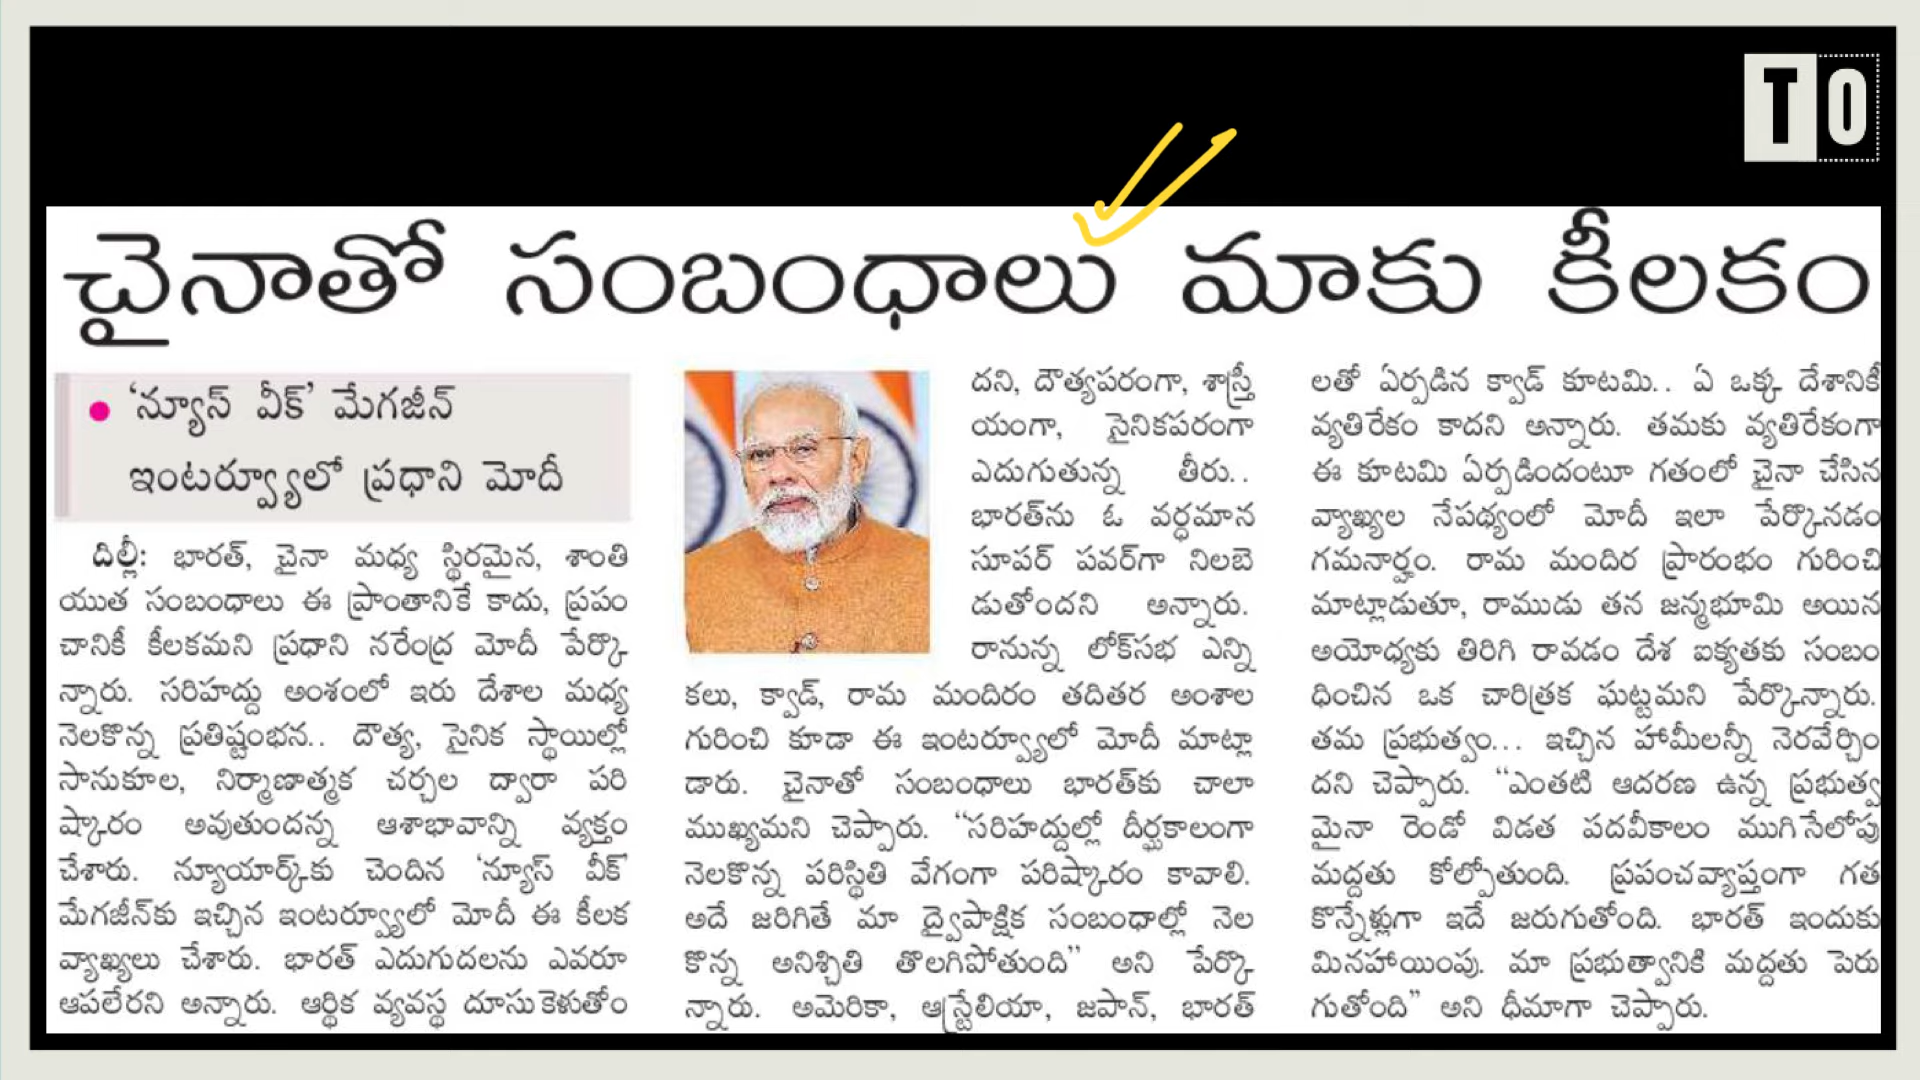 TO
చైనాతో సంబంధాలు మాకు కీలకం
● ‘న్యూస్ వీక్’ మేగజీన్
ఇంటర్వ్యూలో ప్రధాని మోదీ
దిల్లీ: భారత్, చైనా మధ్య స్థిరమైన, శాంతి
యుత సంబంధాలు ఈ ప్రాంతానికే కాదు, ప్రపం
చానికీ కీలకమని ప్రధాని నరేంద్ర మోదీ పేర్కొ
న్నారు. సరిహద్దు అంశంలో ఇరు దేశాల మధ్య
నెలకొన్న ప్రతిష్టంభన.. దౌత్య, సైనిక స్థాయిల్లో
సానుకూల, నిర్మాణాత్మక చర్చల ద్వారా పరి
ష్కారం అవుతుందన్న ఆశాభావాన్ని వ్యక్తం
చేశారు. న్యూయార్క్‌కు చెందిన ‘న్యూస్ వీక్’
మేగజీన్‌కు ఇచ్చిన ఇంటర్వ్యూలో మోదీ ఈ కీలక
వ్యాఖ్యలు చేశారు. భారత్ ఎదుగుదలను ఎవరూ
ఆపలేరని అన్నారు. ఆర్థిక వ్యవస్థ దూసుకెళుతోం
దని, దౌత్యపరంగా, శాస్త్రీ
యంగా, సైనికపరంగా
ఎదుగుతున్న తీరు..
భారత్‌ను ఓ వర్ధమాన
సూపర్ పవర్‌గా నిలబె
డుతోందని అన్నారు.
రానున్న లోక్‌సభ ఎన్ని
కలు, క్వాడ్, రామ మందిరం తదితర అంశాల
గురించి కూడా ఈ ఇంటర్వ్యూలో మోదీ మాట్లా
డారు. చైనాతో సంబంధాలు భారత్‌కు చాలా
ముఖ్యమని చెప్పారు. “సరిహద్దుల్లో దీర్ఘకాలంగా
నెలకొన్న పరిస్థితి వేగంగా పరిష్కారం కావాలి.
అదే జరిగితే మా ద్వైపాక్షిక సంబంధాల్లో నెల
కొన్న అనిశ్చితి తొలగిపోతుంది” అని పేర్కొ
న్నారు. అమెరికా, ఆస్ట్రేలియా, జపాన్, భారత్
లతో ఏర్పడిన క్వాడ్ కూటమి.. ఏ ఒక్క దేశానికీ
వ్యతిరేకం కాదని అన్నారు. తమకు వ్యతిరేకంగా
ఈ కూటమి ఏర్పడిందంటూ గతంలో చైనా చేసిన
వ్యాఖ్యల నేపథ్యంలో మోదీ ఇలా పేర్కొనడం
గమనార్హం. రామ మందిర ప్రారంభం గురించి
మాట్లాడుతూ, రాముడు తన జన్మభూమి అయిన
అయోధ్యకు తిరిగి రావడం దేశ ఐక్యతకు సంబం
ధించిన ఒక చారిత్రక ఘట్టమని పేర్కొన్నారు.
తమ ప్రభుత్వం... ఇచ్చిన హామీలన్నీ నెరవేర్చిం
దని చెప్పారు. “ఎంతటి ఆదరణ ఉన్న ప్రభుత్వ
మైనా రెండో విడత పదవీకాలం ముగిసేలోపు
మద్దతు కోల్పోతుంది. ప్రపంచవ్యాప్తంగా గత
కొన్నేళ్లుగా ఇదే జరుగుతోంది. భారత్ ఇందుకు
మినహాయింపు. మా ప్రభుత్వానికి మద్దతు పెరు
గుతోంది” అని ధీమాగా చెప్పారు.